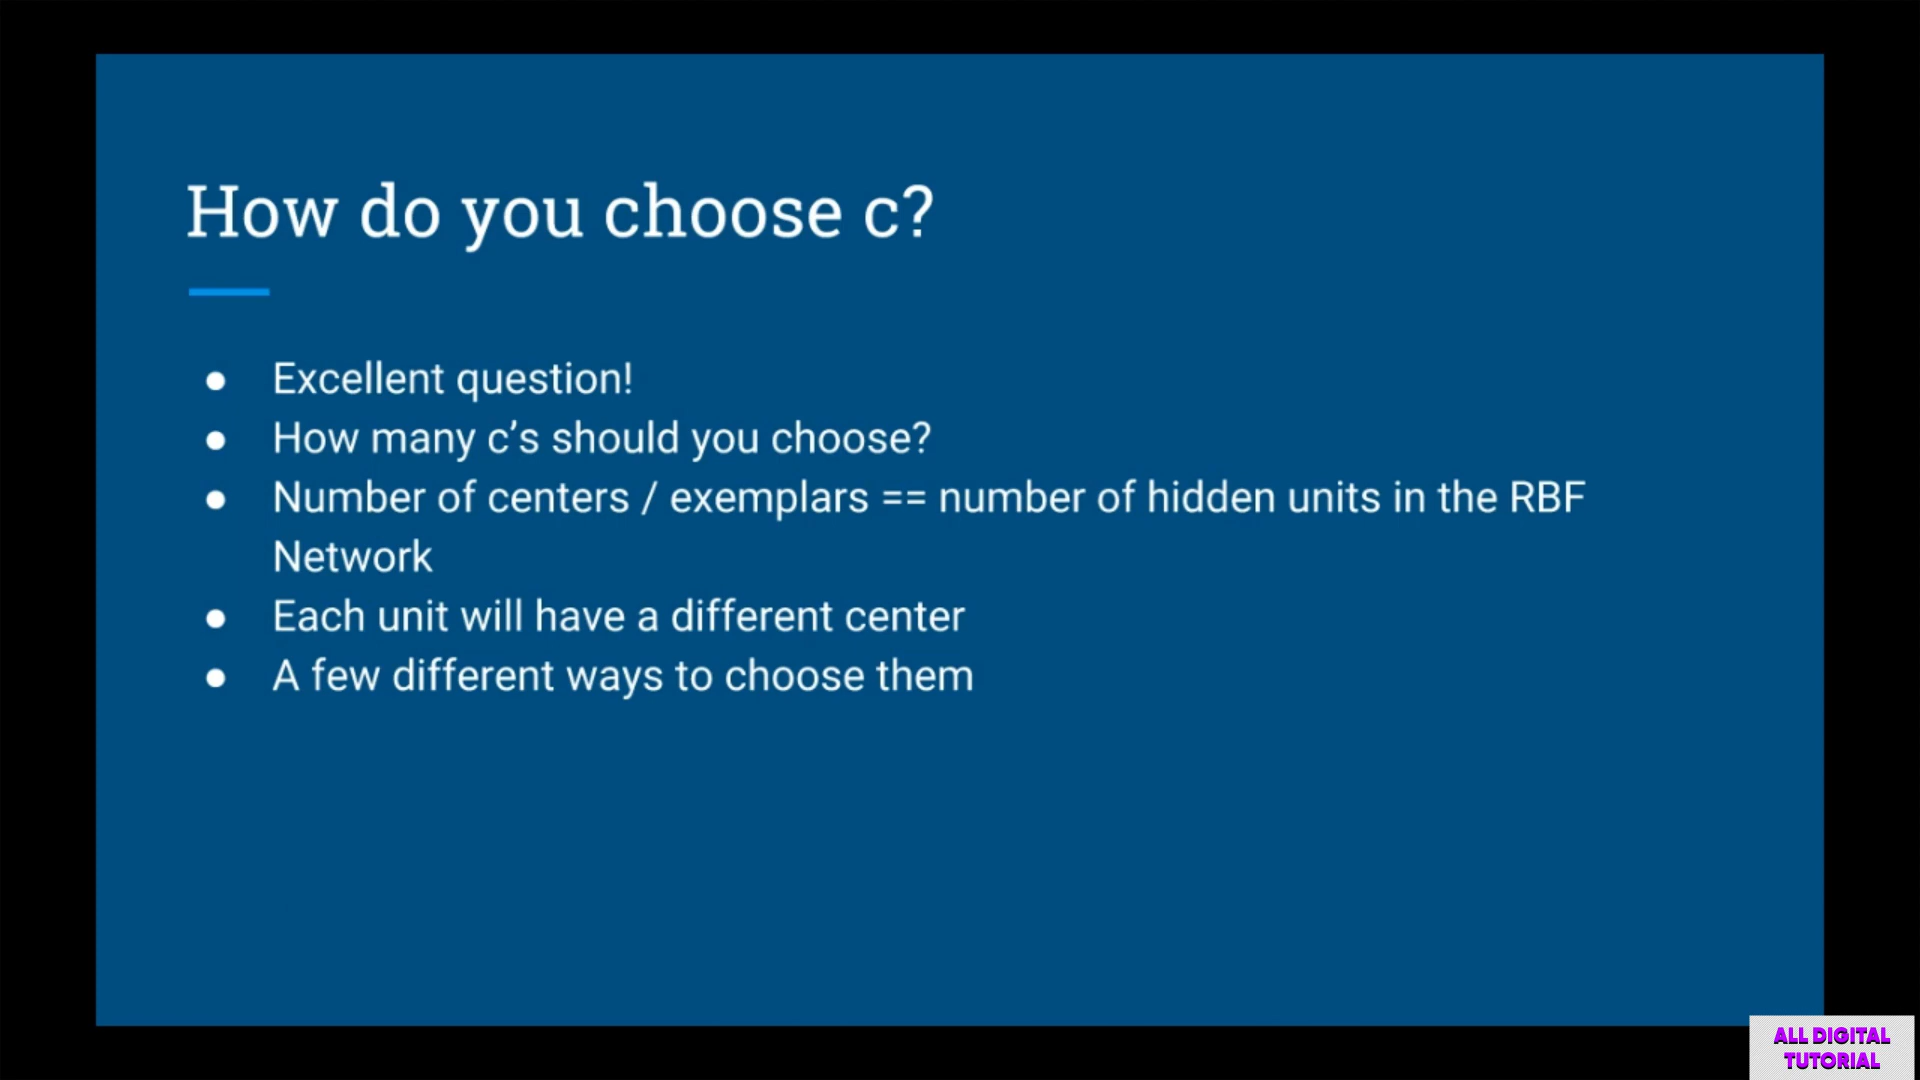 How do you choose c?
● Excellent question!
● How many c’s should you choose?
● Number of centers / exemplars == number of hidden units in the RBF
Network
● Each unit will have a different center
● A few different ways to choose them
ALL DIGITAL
TUTORIAL